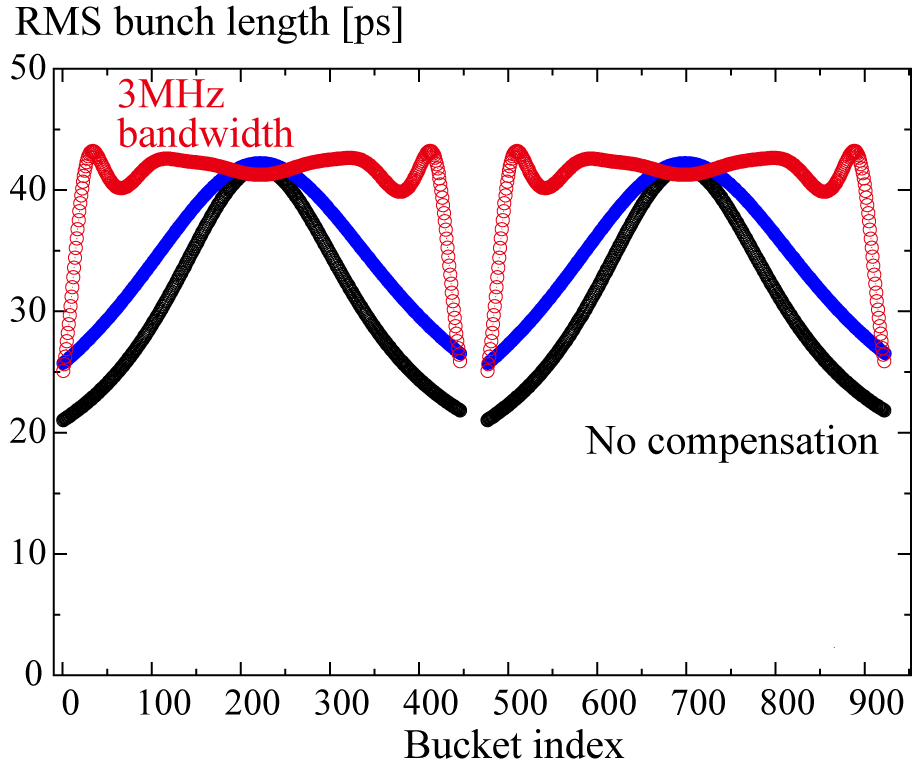 RMS bunch length [ps]
50
40
30
20
10
0
3MHz
bandwidth
No compensation
0 100 200 300 400 500 600 700 800 900
Bucket index